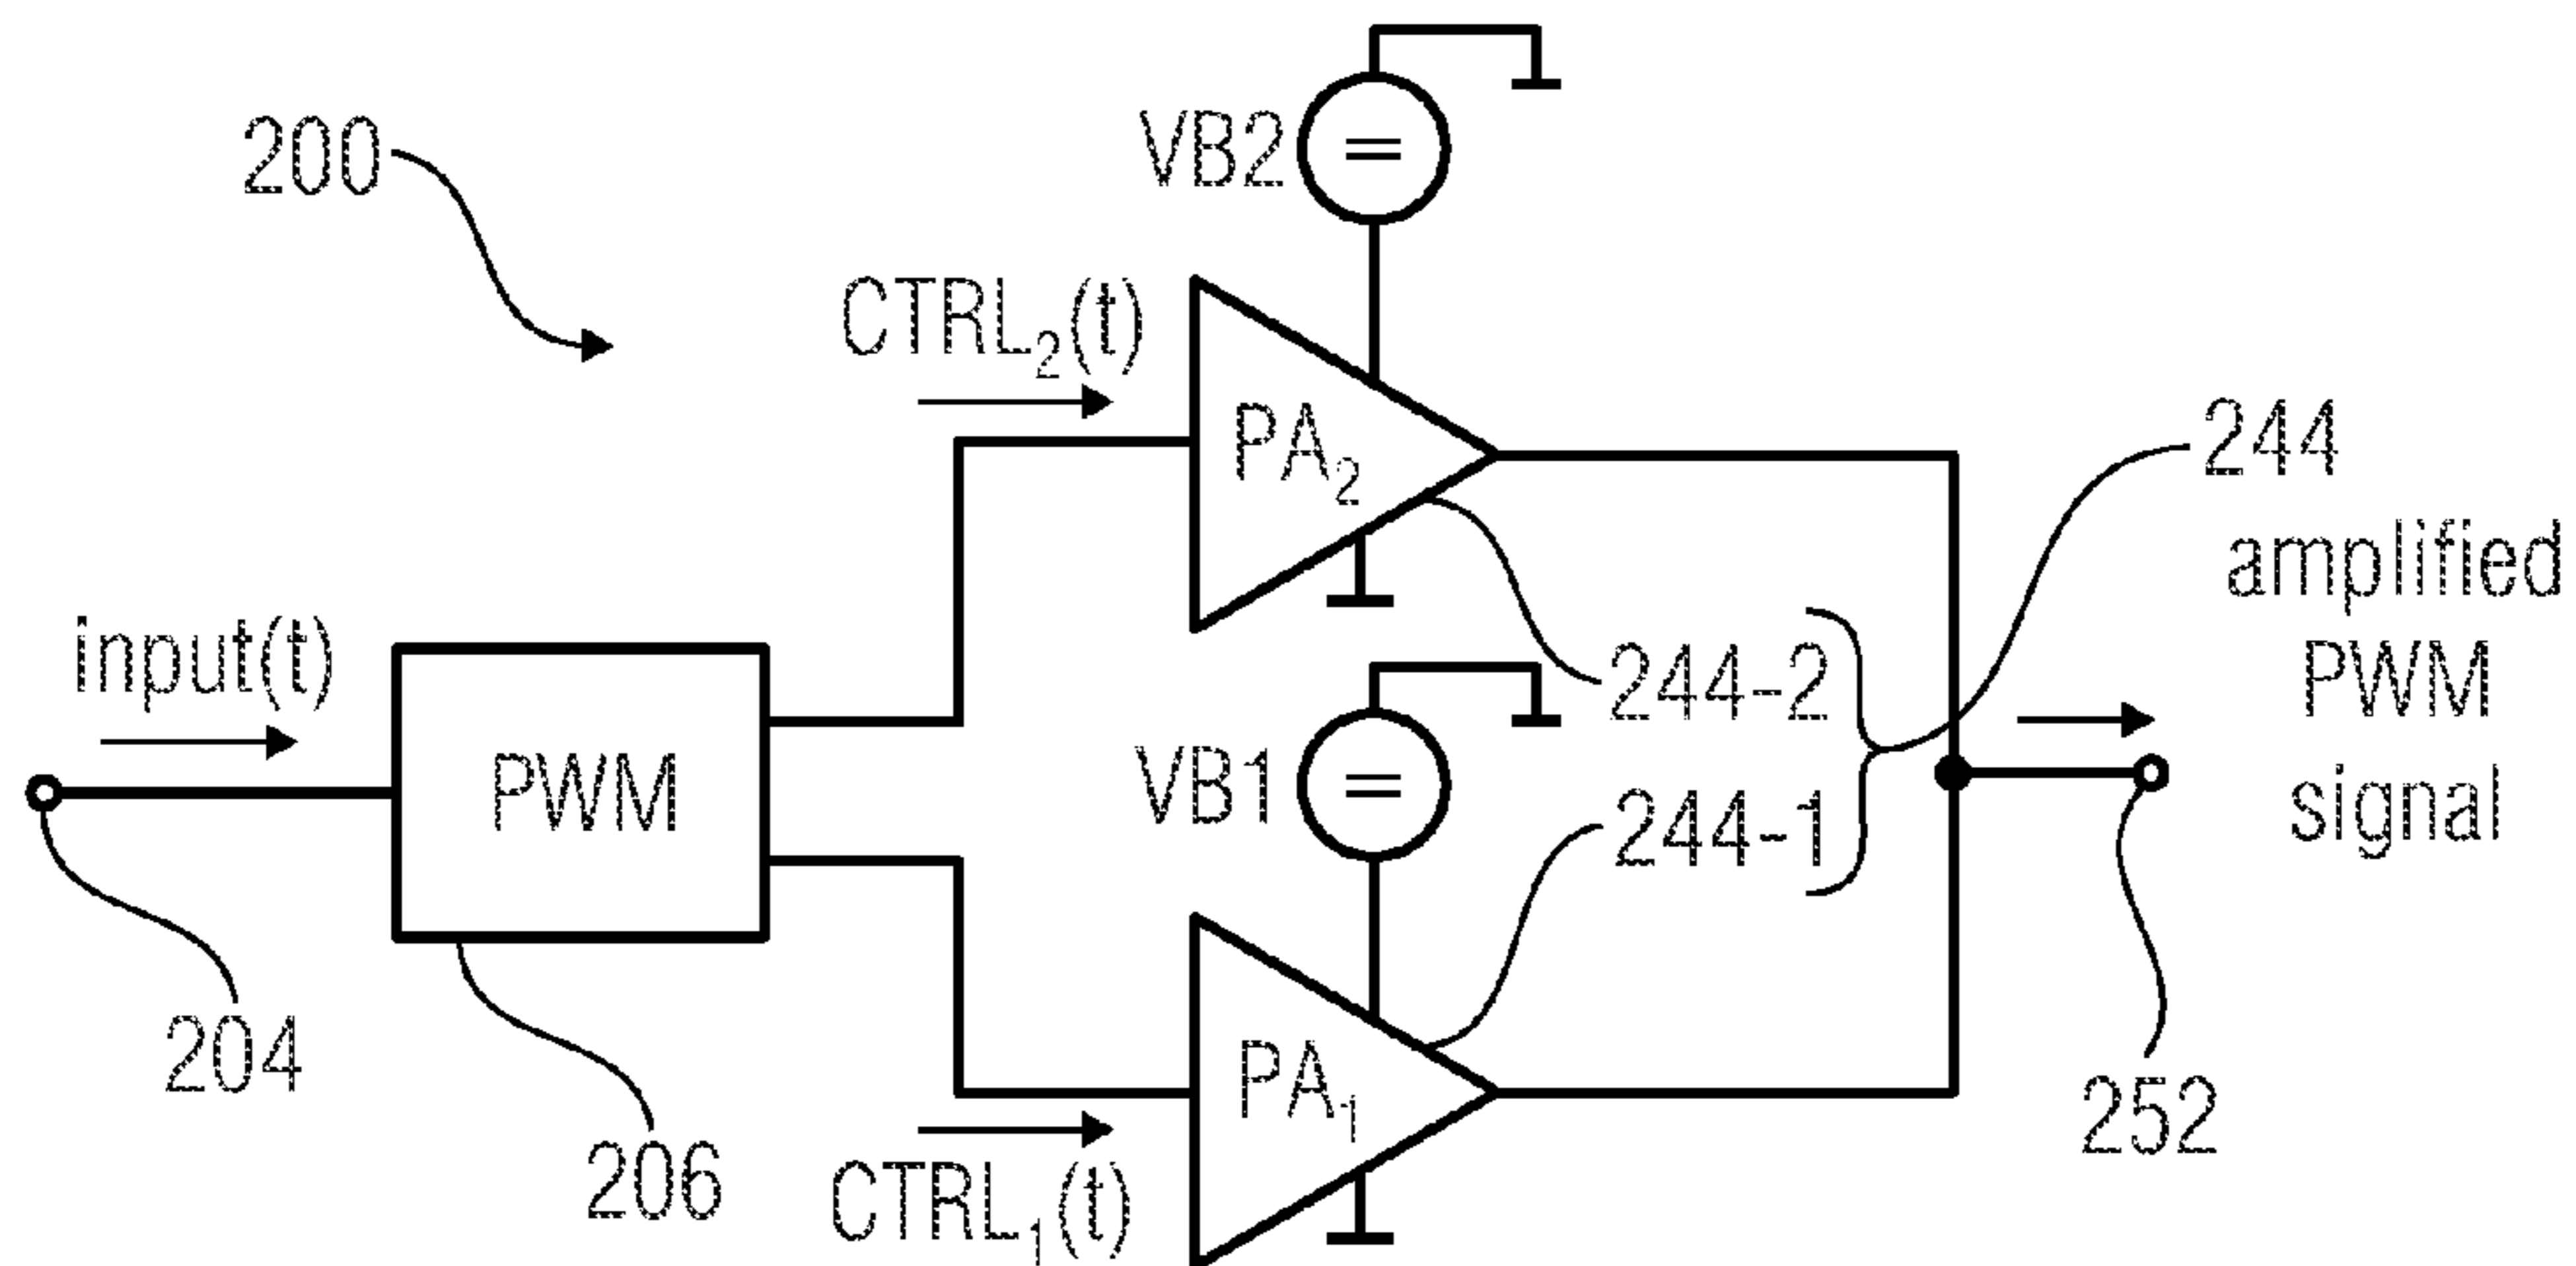 200
VB2
=
CTRL₂(t)
PA₂
244
amplified
PWM
signal
input(t)
PWM
244-2
VB1
=
244-1
PA₁
CTRL₁(t)
204
206
252